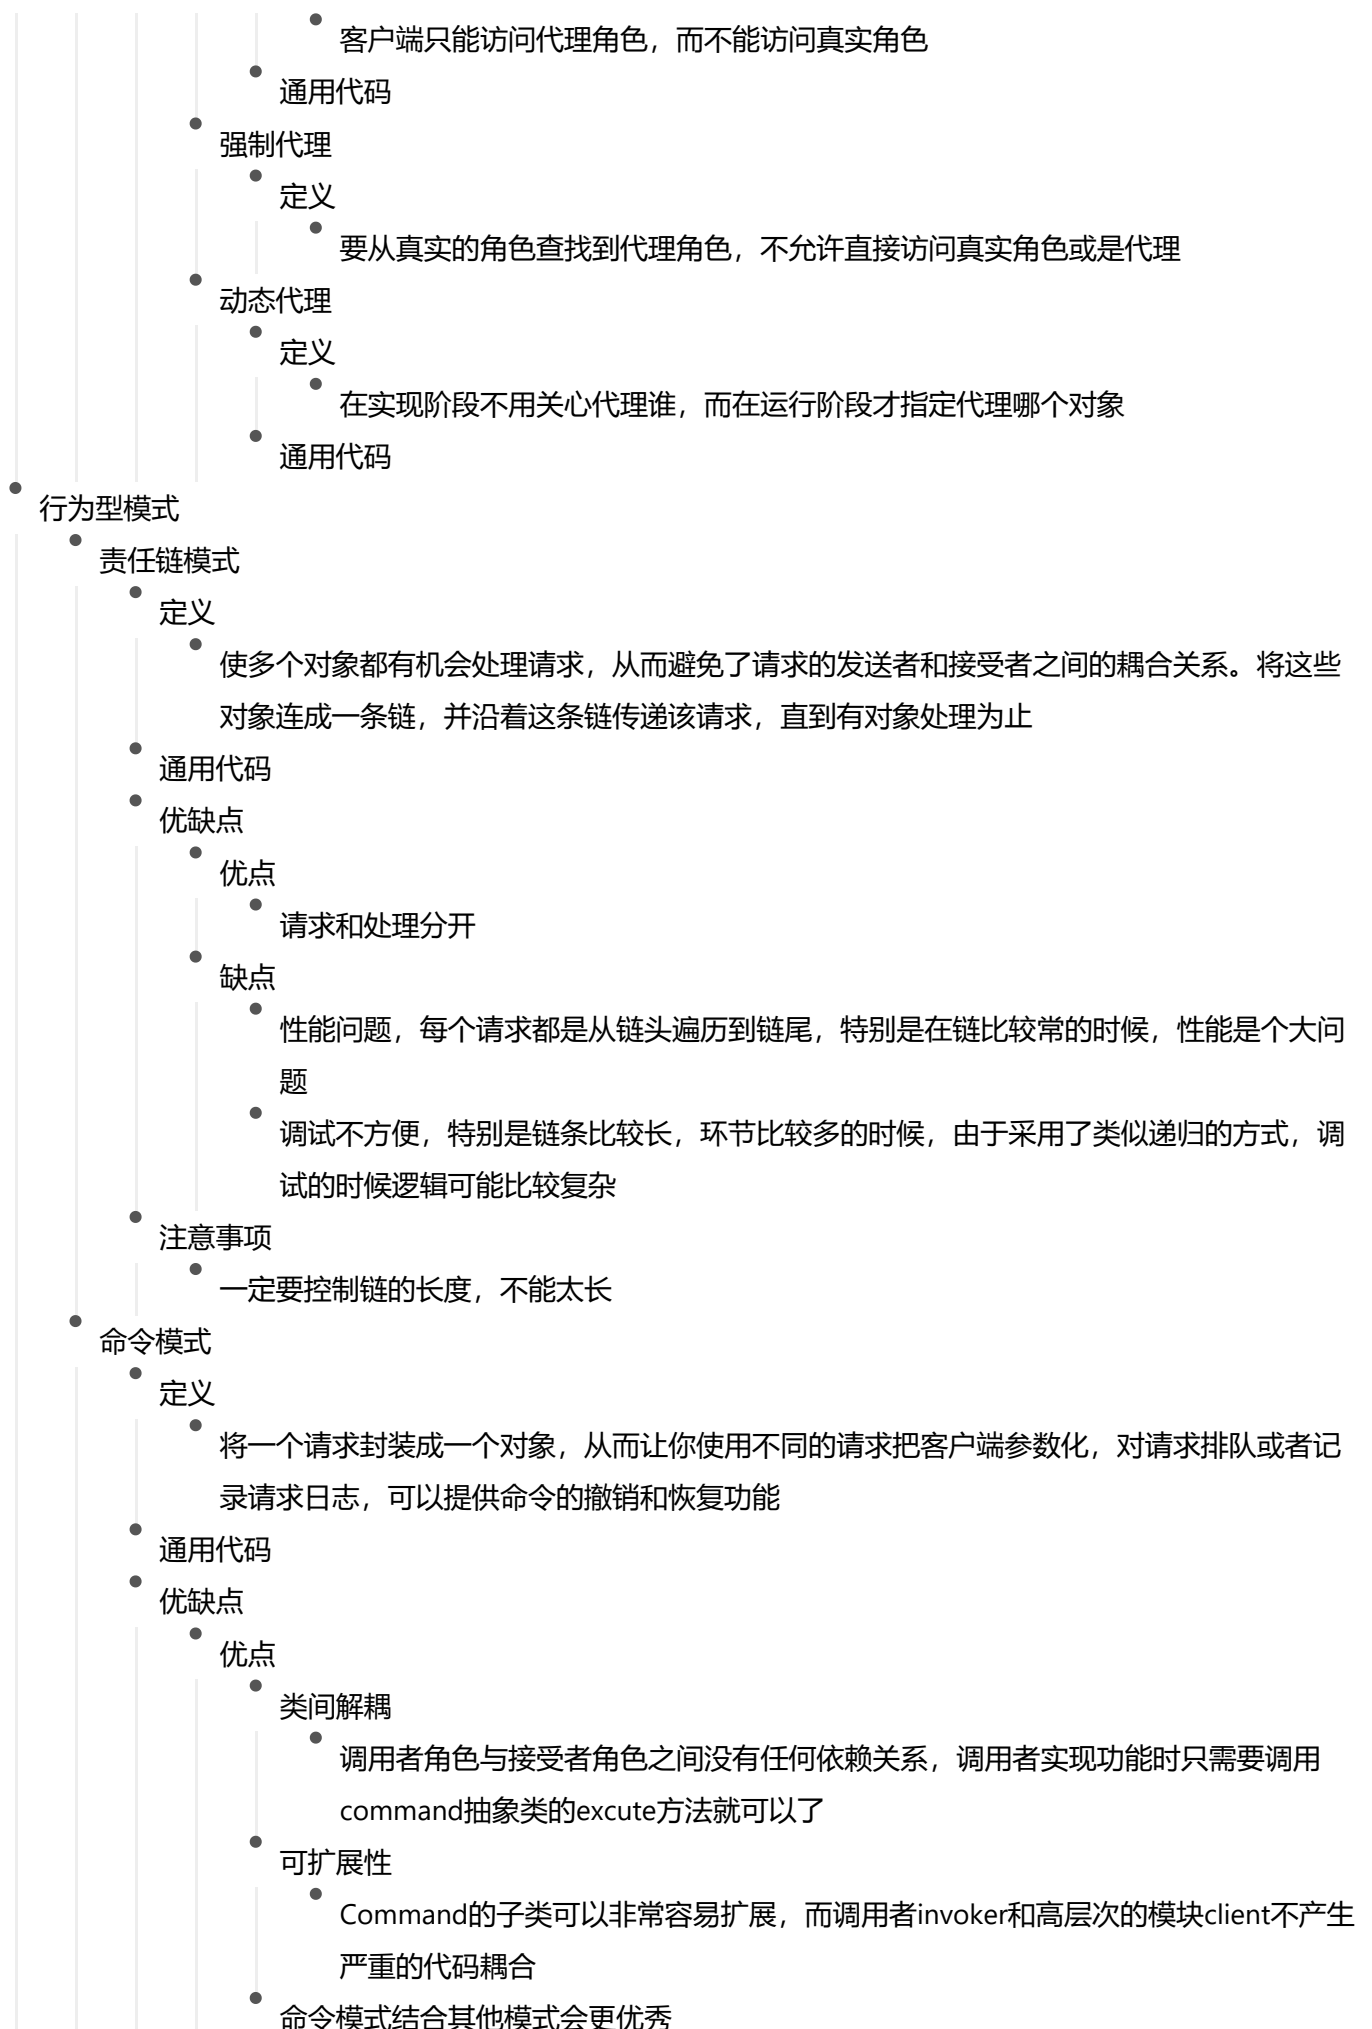 客户端只能访问代理角色，而不能访问真实角色
通用代码
强制代理
定义
要从真实的角色查找到代理角色，不允许直接访问真实角色或是代理
动态代理
定义
在实现阶段不用关心代理谁，而在运行阶段才指定代理哪个对象
通用代码
行为型模式
责任链模式
定义
使多个对象都有机会处理请求，从而避免了请求的发送者和接受者之间的耦合关系。将这些
对象连成一条链，并沿着这条链传递该请求，直到有对象处理为止
通用代码
优缺点
优点
请求和处理分开
缺点
性能问题，每个请求都是从链头遍历到链尾，特别是在链比较常的时候，性能是个大问
题
调试不方便，特别是链条比较长，环节比较多的时候，由于采用了类似递归的方式，调
试的时候逻辑可能比较复杂
注意事项
一定要控制链的长度，不能太长
命令模式
定义
将一个请求封装成一个对象，从而让你使用不同的请求把客户端参数化，对请求排队或者记
录请求日志，可以提供命令的撤销和恢复功能
通用代码
优缺点
优点
类间解耦
调用者角色与接受者角色之间没有任何依赖关系，调用者实现功能时只需要调用
command抽象类的excute方法就可以了
可扩展性
Command的子类可以非常容易扩展，而调用者invoker和高层次的模块client不产生
严重的代码耦合
命令模式结合其他模式会更优秀